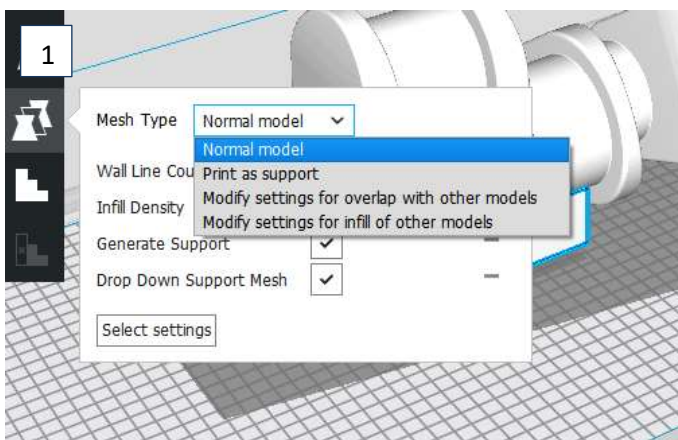 1
Mesh Type Normal model
Normal model
Wall Line Cou Print as support
Modify settings for overlap with other models
Infill Density
Modify settings for infill of other models
Generate Support
Drop Down Support Mesh
Select settings